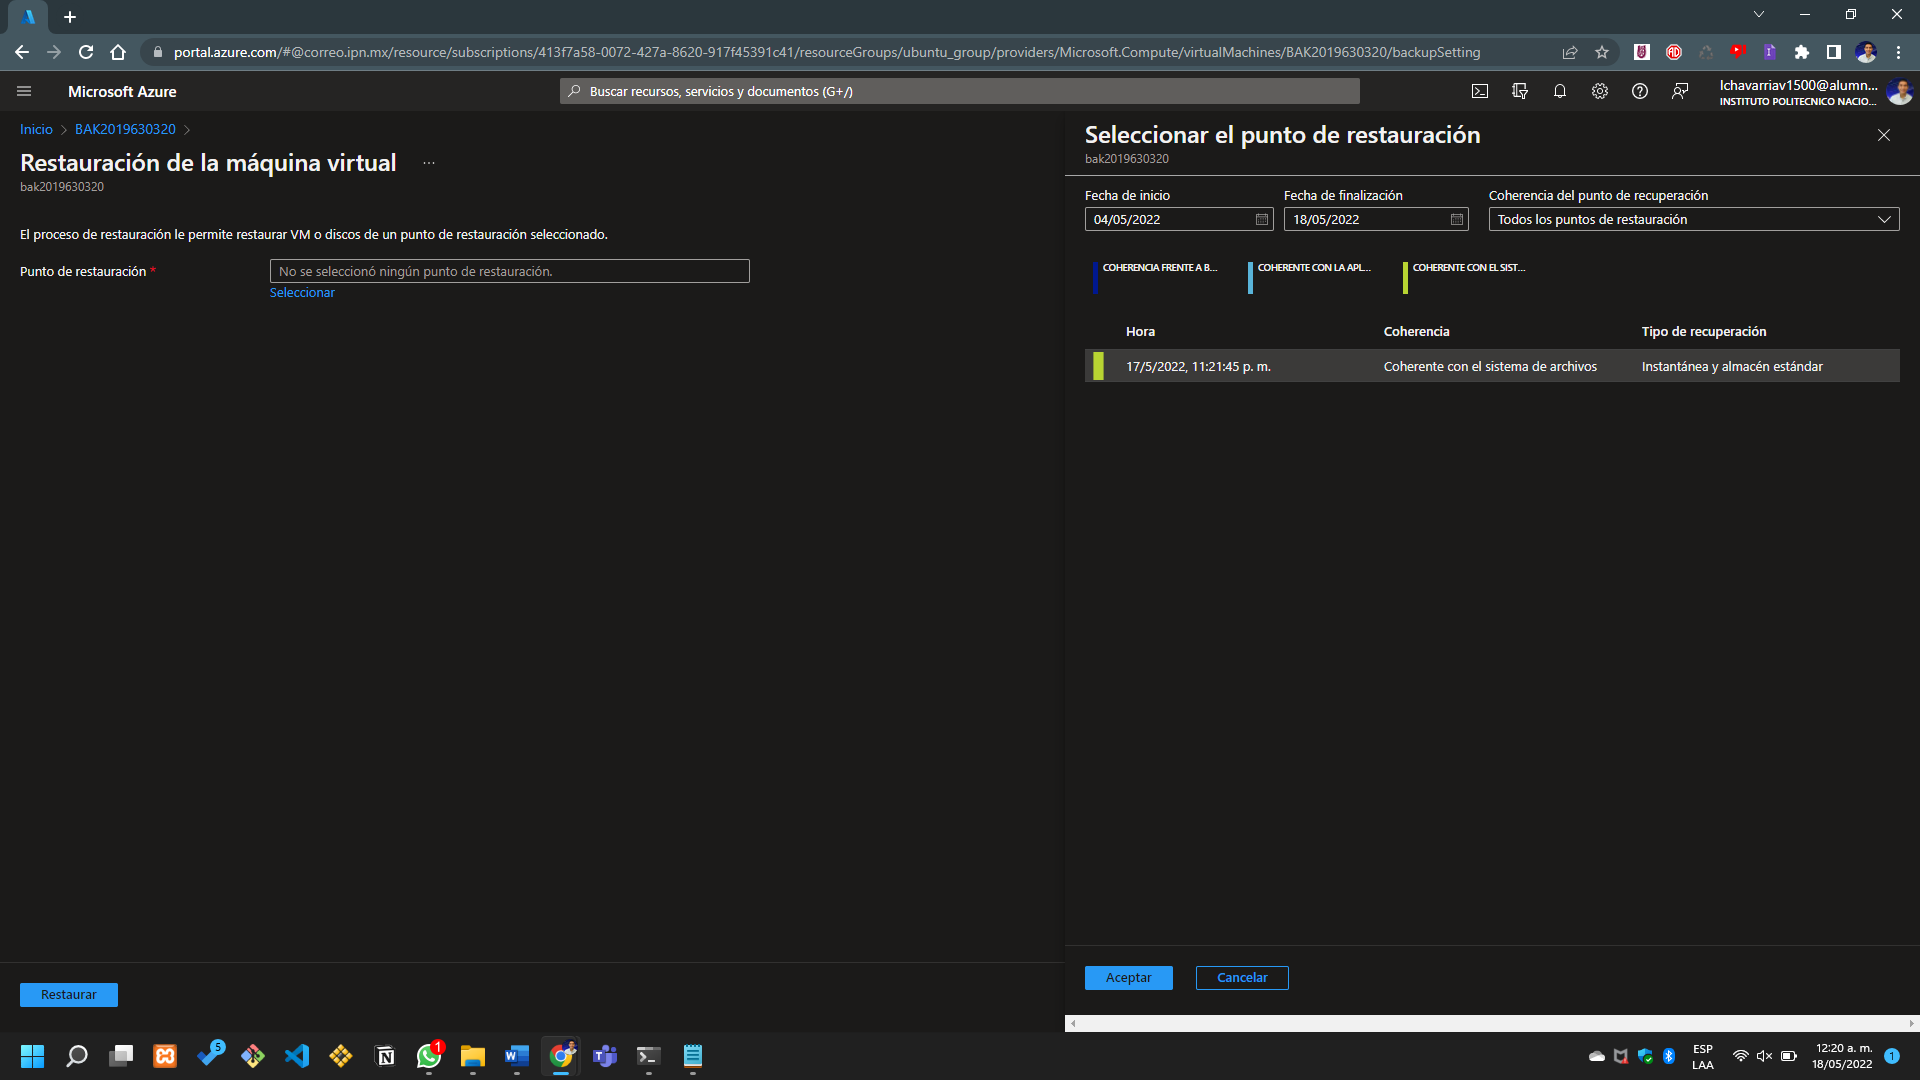 portal.azure.com/#@correo.ipn.mx/resource/subscriptions/413f7a58-0072-427a-8620-917f45391c41/resourceGroups/ubuntu_group/providers/Microsoft.Compute/virtualMachines/BAK2019630320/backupSetting
Microsoft Azure
Buscar recursos, servicios y documentos (G+/)
lchavarriav1500@alumn...
INSTITUTO POLITECNICO NACIO...
Inicio > BAK2019630320 >
Restauración de la máquina virtual ...
bak2019630320
El proceso de restauración le permite restaurar VM o discos de un punto de restauración seleccionado.
Punto de restauración *
No se seleccionó ningún punto de restauración.
Seleccionar
Restaurar
Seleccionar el punto de restauración
bak2019630320
Fecha de inicio
Fecha de finalización
Coherencia del punto de recuperación
04/05/2022
18/05/2022
Todos los puntos de restauración
COHERENCIA FRENTE A B...
COHERENTE CON LA APL...
COHERENTE CON EL SIST...
Hora Coherencia Tipo de recuperación
17/5/2022, 11:21:45 p. m. Coherente con el sistema de archivos Instantánea y almacén estándar
Aceptar
Cancelar
5
1
ESP
LAA
12:20 a. m.
18/05/2022
1